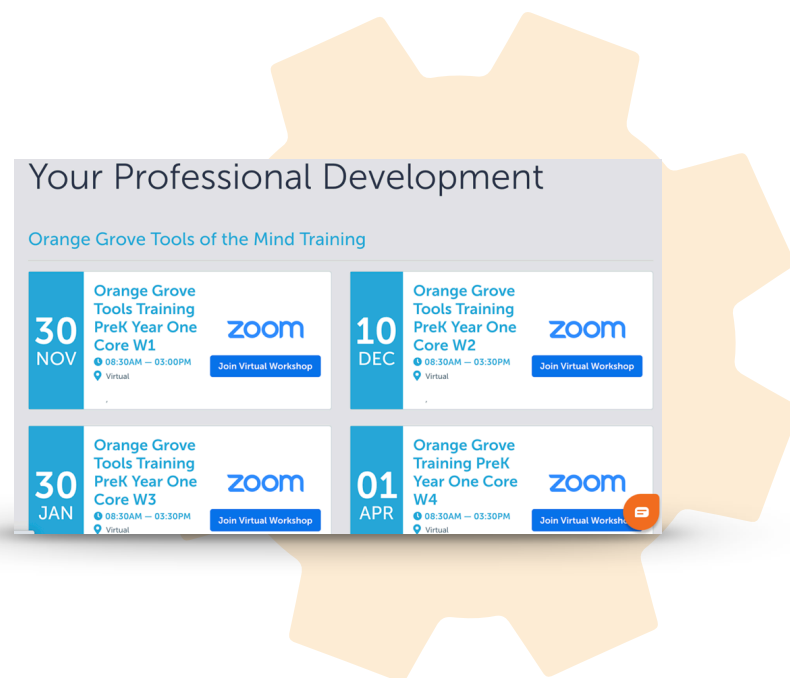 Your Professional Development
Orange Grove Tools of the Mind Training
30
NOV
Orange Grove
Tools Training
PreK Year One
Core W1
08:30AM — 03:00PM
Virtual
.
zoom
Join Virtual Workshop
10
DEC
Orange Grove
Tools Training
PreK Year One
Core W2
08:30AM — 03:30PM
Virtual
.
zoom
Join Virtual Workshop
30
JAN
Orange Grove
Tools Training
PreK Year One
Core W3
08:30AM — 03:30PM
Virtual
zoom
Join Virtual Workshop
01
APR
Orange Grove
Training PreK
Year One Core
W4
08:30AM — 03:30PM
Virtual
zoom
Join Virtual Worksh